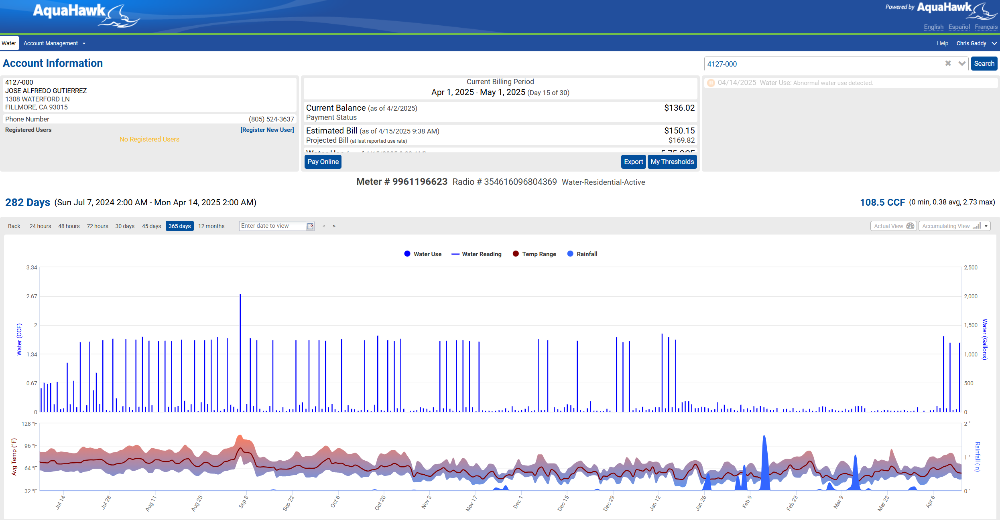 AquaHawk
Powered by AquaHawk
English Español Français
Water Account Management
Help Chris Gaddy
Account Information
4127-000
Search
4127-000
JOSE ALFREDO GUTIERREZ
1308 WATERFORD LN
FILLMORE, CA 93015
Phone Number (805) 524-3637
Registered Users [Register New User]
No Registered Users
Current Billing Period
Apr 1, 2025 - May 1, 2025 (Day 15 of 30)
Current Balance (as of 4/2/2025) $136.02
Payment Status
Estimated Bill (as of 4/15/2025 9:38 AM) $150.15
Projected Bill (at last reported use rate) $169.82
Pay Online Export My Thresholds
04/14/2025 Water Use: Abnormal water use detected.
Meter # 9961196623 Radio # 354616096804369 Water-Residential-Active
282 Days (Sun Jul 7, 2024 2:00 AM - Mon Apr 14, 2025 2:00 AM)
108.5 CCF (0 min, 0.38 avg, 2.73 max)
Back 24 hours 48 hours 72 hours 30 days 45 days 365 days 12 months Enter date to view < >
Actual View Accumulating VIew
Water Use Water Reading Temp Range Rainfall
Water (CCF)
3.34
2.67
2
1.34
0.67
0
2,500
2,000
1,500
1,000
500
0
Water (Gallons)
Avg Temp (°F)
128 °F
96 °F
64 °F
32 °F
2 "
1 "
0 "
Rainfall (in)
Jul 14 Jul 28 Aug 11 Aug 25 Sep 8 Sep 22 Oct 6 Oct 20 Nov 3 Nov 17 Dec 1 Dec 15 Dec 29 Jan 12 Jan 26 Feb 9 Feb 23 Mar 9 Mar 23 Apr 6